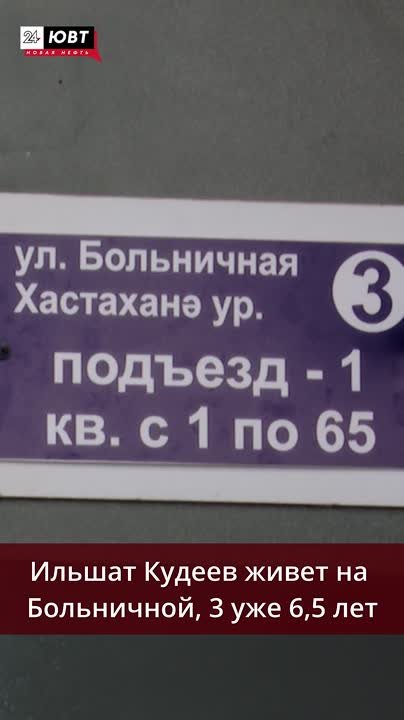 24 ЮВТ
НОВАЯ НЕФТЬ
ул. Больничная
Хастаханә ур.
3
подъезд - 1
кв. с 1 по 65
Ильшат Кудеев живет на
Больничной, 3 уже 6,5 лет